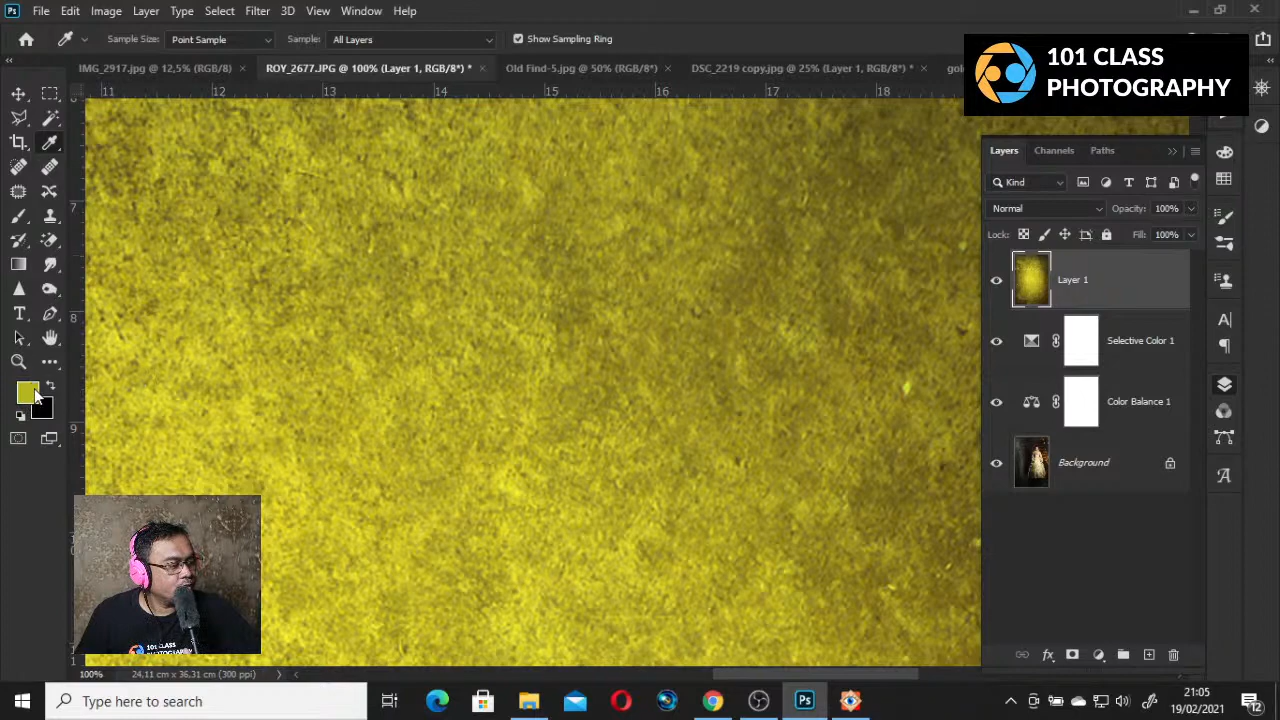 Ps File Edit Image Layer Type Select Filter 3D View Window Help
Sample Size: Point Sample Sample: All Layers Show Sampling Ring
101 CLASS
PHOTOGRAPHY
IMG_2917.jpg @ 12,5% (RGB/8) ROY_2677.JPG @ 100% (Layer 1, RGB/8*) * Old Find-5.jpg @ 50% (RGB/8*) DSC_2219 copy.jpg @ 25% (Layer 1, RGB/8*) *
11 12 13 14 15 16 17 18
7
8
9
Layers Channels Paths
Kind
Normal Opacity: 100%
Lock: Fill: 100%
Layer 1
Selective Color 1
Color Balance 1
Background
100% 24,11 cm x 36,31 cm (300 ppi)
Type here to search
21:05
19/02/2021
12